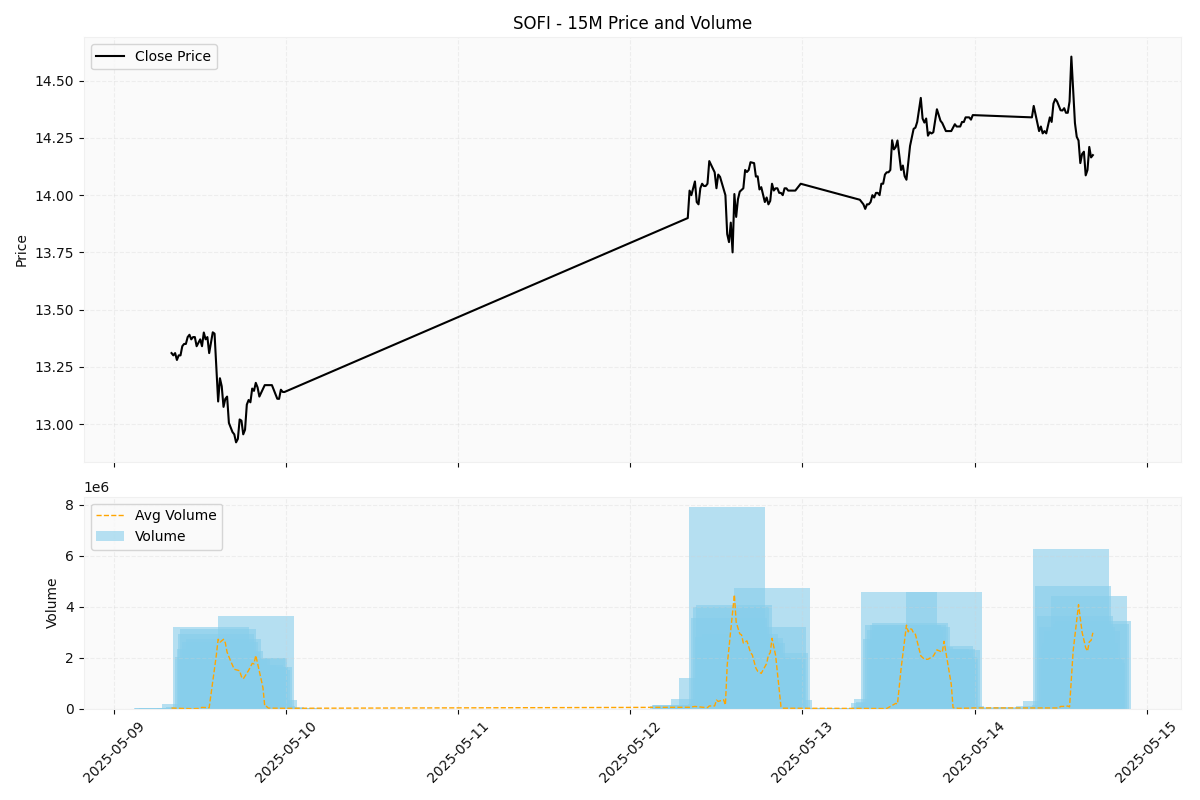 SOFI - 15M Price and Volume
Close Price
14.50
14.25
14.00
13.75
13.50
13.25
13.00
Price
1e6
Avg Volume
Volume
8
6
4
2
0
Volume
2025-05-09
2025-05-10
2025-05-11
2025-05-12
2025-05-13
2025-05-14
2025-05-15